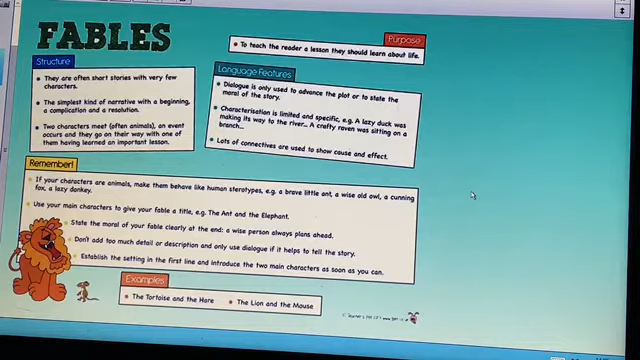 FABLES
Purpose
To teach the reader a lesson they should learn about life.
Structure
They are often short stories with very few
characters.
The simplest kind of narrative with a beginning,
a complication and a resolution.
Two characters meet (often animals), an event
occurs and they go on their way with one of
them having learned an important lesson.
Language Features
Dialogue is only used to advance the plot or to state the
moral of the story.
Characterisation is limited and specific, e.g. A lazy duck was
making its way to the river... A crafty raven was sitting on a
branch...
Lots of connectives are used to show cause and effect.
Remember!
If your characters are animals, make them behave like human sterotypes, e.g. a brave little ant, a wise old owl, a cunning
fox, a lazy donkey.
Use your main characters to give your fable a title, e.g. The Ant and the Elephant.
State the moral of your fable clearly at the end: a wise person always plans ahead.
Don't add too much detail or description and only use dialogue if it helps to tell the story.
Establish the setting in the first line and introduce the two main characters as soon as you can.
Examples
The Tortoise and the Hare
The Lion and the Mouse